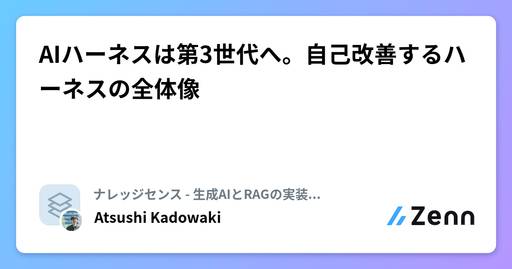 AIハーネスは第3世代へ。自己改善するハ
ーネスの全体像
ナレッジセンス - 生成AIとRAGの実装...
Atsushi Kadowaki
Zenn